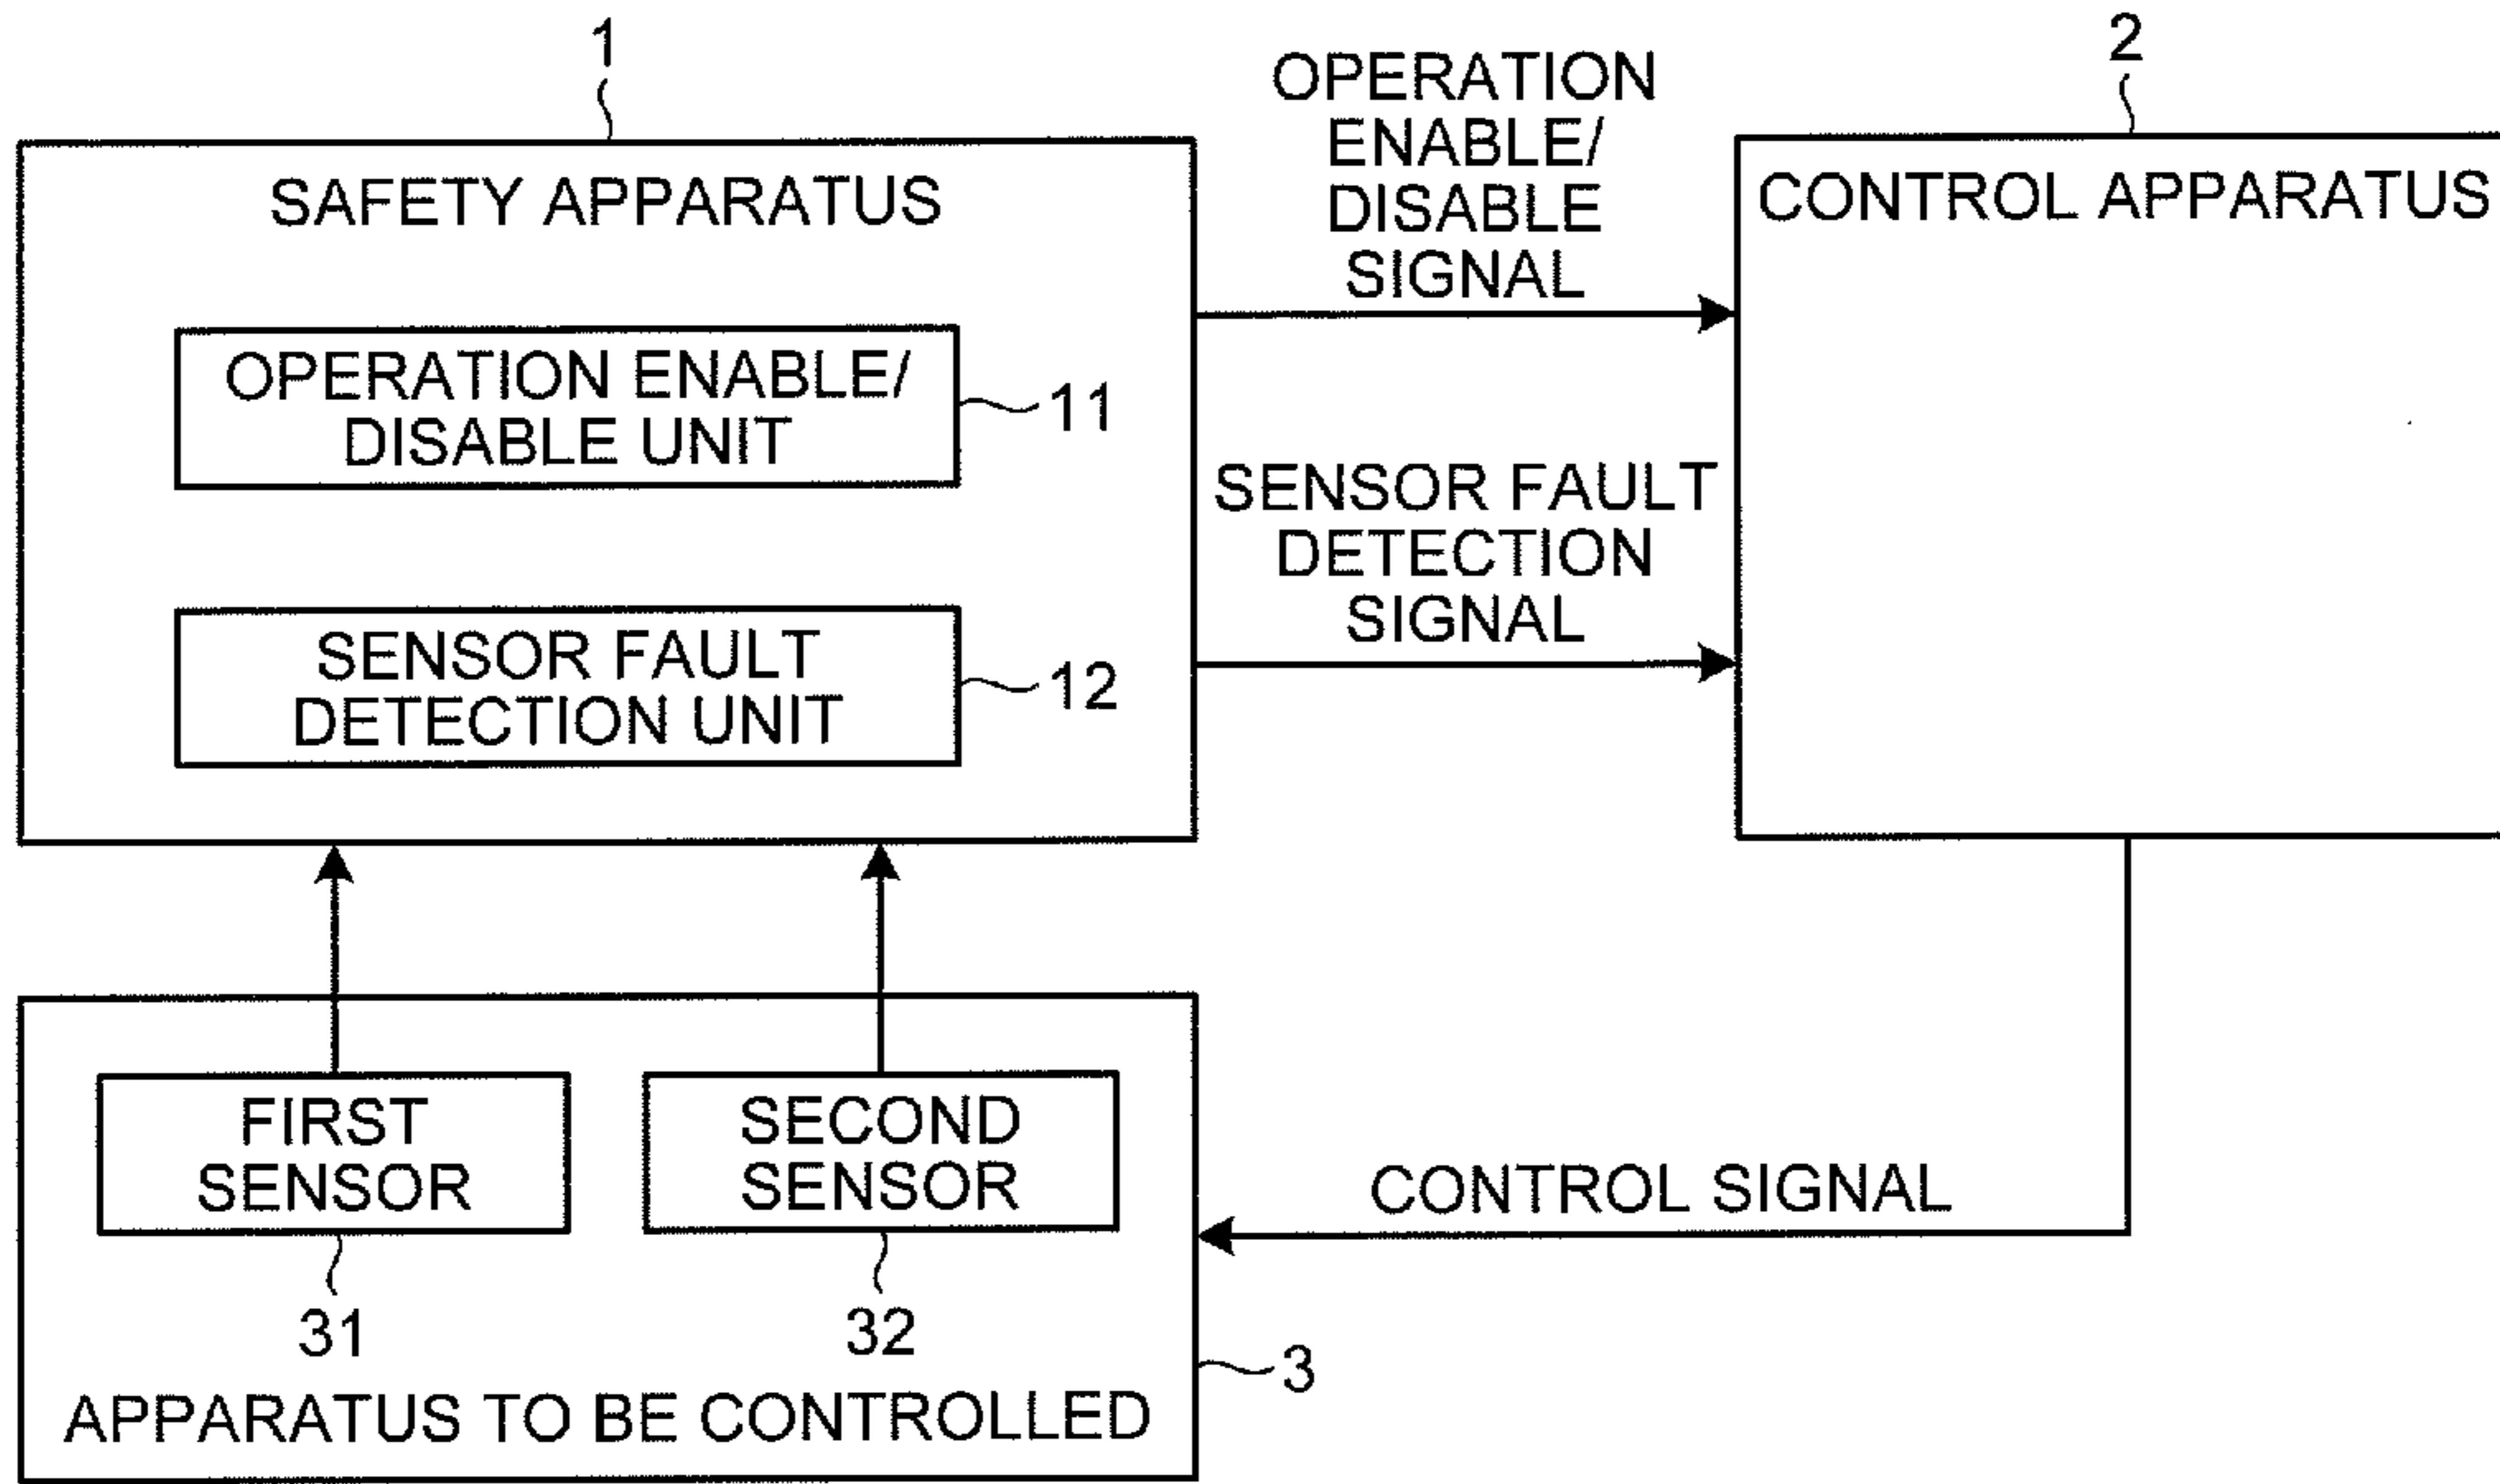 1
SAFETY APPARATUS
OPERATION ENABLE/
DISABLE UNIT
11
SENSOR FAULT
DETECTION UNIT
12
OPERATION
ENABLE/
DISABLE
SIGNAL
SENSOR FAULT
DETECTION
SIGNAL
2
CONTROL APPARATUS
FIRST
SENSOR
31
SECOND
SENSOR
32
APPARATUS TO BE CONTROLLED
3
CONTROL SIGNAL